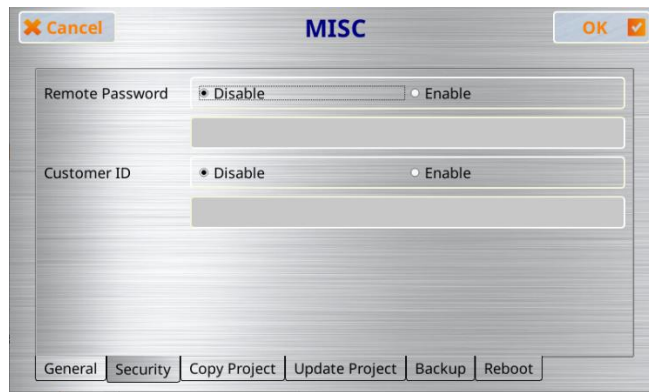 Cancel MISC OK
Remote Password Disable Enable
Customer ID Disable Enable
General Security Copy Project Update Project Backup Reboot